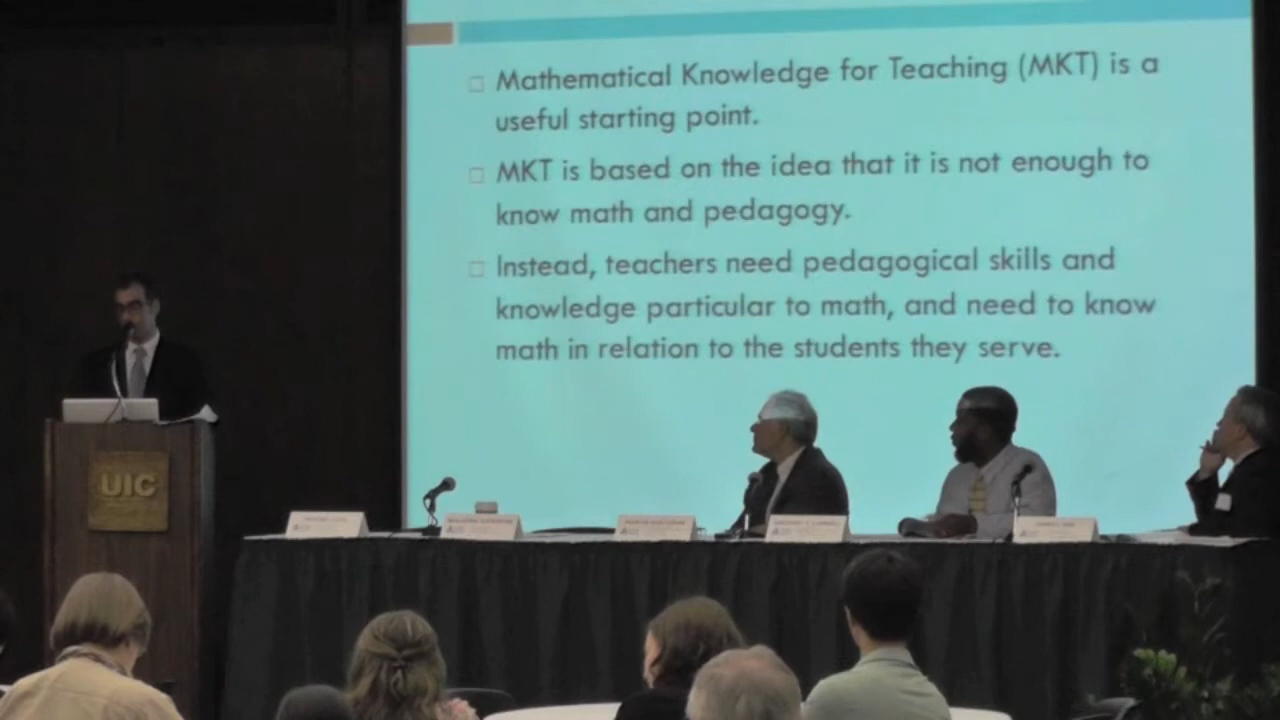 Mathematical Knowledge for Teaching (MKT) is a
useful starting point.
MKT is based on the idea that it is not enough to
know math and pedagogy.
Instead, teachers need pedagogical skills and
knowledge particular to math, and need to know
math in relation to the students they serve.
UIC